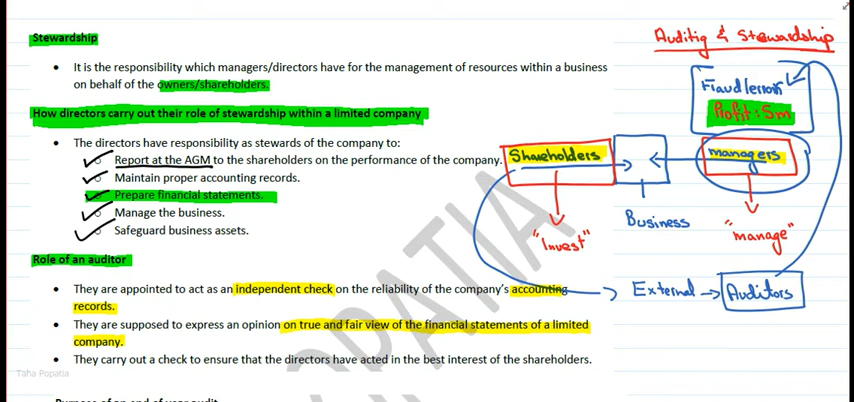 Stewardship
It is the responsibility which managers/directors have for the management of resources within a business
on behalf of the owners/shareholders.
How directors carry out their role of stewardship within a limited company
The directors have responsibility as stewards of the company to:
Report at the AGM to the shareholders on the performance of the company.
Maintain proper accounting records.
Prepare financial statements.
Manage the business.
Safeguard business assets.
Role of an auditor
They are appointed to act as an independent check on the reliability of the company's accounting
records.
They are supposed to express an opinion on true and fair view of the financial statements of a limited
company.
They carry out a check to ensure that the directors have acted in the best interest of the shareholders.
Taha Popatia
Auditig & Stewardship
Fraud/error
Profit: 5m
Shareholders
managers
Business
"Invest"
"manage"
External
Auditors
OPATIA